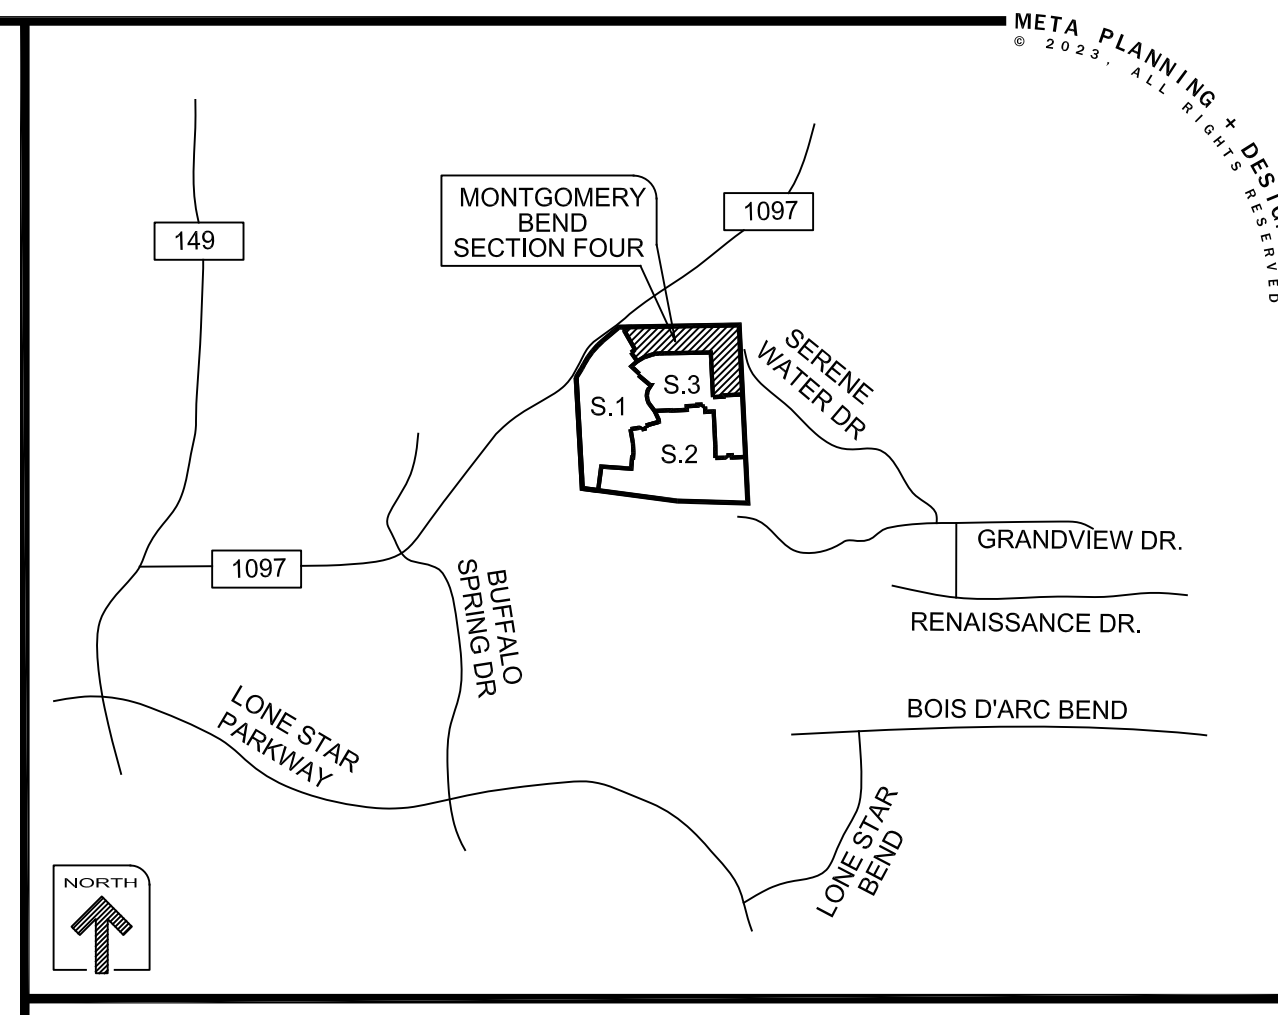 META PLANNING + DESIGN
© 2023, ALL RIGHTS RESERVED
MONTGOMERY
BEND
SECTION FOUR
1097
149
SERENE
WATER DR
S.3
S.1
S.2
GRANDVIEW DR.
1097
BUFFALO
SPRING DR
RENAISSANCE DR.
LONE STAR
PARKWAY
BOIS D'ARC BEND
LONE STAR
BEND
NORTH